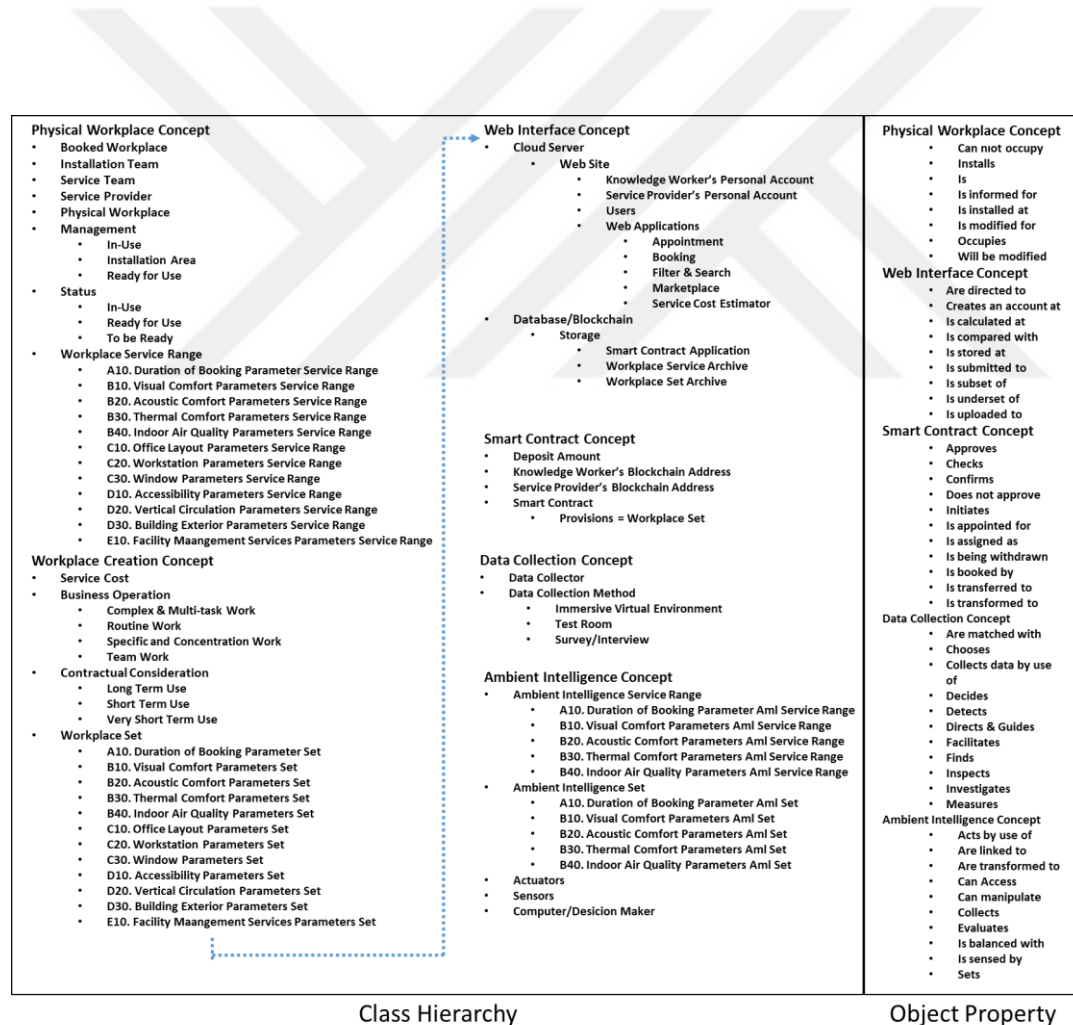 Physical Workplace Concept
• Booked Workplace
• Installation Team
• Service Team
• Service Provider
• Physical Workplace
• Management
• In-Use
• Installation Area
• Ready for Use
• Status
• In-Use
• Ready for Use
• To be Ready
• Workplace Service Range
• A10. Duration of Booking Parameter Service Range
• B10. Visual Comfort Parameters Service Range
• B20. Acoustic Comfort Parameters Service Range
• B30. Thermal Comfort Parameters Service Range
• B40. Indoor Air Quality Parameters Service Range
• C10. Office Layout Parameters Service Range
• C20. Workstation Parameters Service Range
• C30. Window Parameters Service Range
• D10. Accessibility Parameters Service Range
• D20. Vertical Circulation Parameters Service Range
• D30. Building Exterior Parameters Service Range
• E10. Facility Maangement Services Parameters Service Range
Workplace Creation Concept
• Service Cost
• Business Operation
• Complex & Multi-task Work
• Routine Work
• Specific and Concentration Work
• Team Work
• Contractual Consideration
• Long Term Use
• Short Term Use
• Very Short Term Use
• Workplace Set
• A10. Duration of Booking Parameter Set
• B10. Visual Comfort Parameters Set
• B20. Acoustic Comfort Parameters Set
• B30. Thermal Comfort Parameters Set
• B40. Indoor Air Quality Parameters Set
• C10. Office Layout Parameters Set
• C20. Workstation Parameters Set
• C30. Window Parameters Set
• D10. Accessibility Parameters Set
• D20. Vertical Circulation Parameters Set
• D30. Building Exterior Parameters Set
• E10. Facility Maangement Services Parameters Set
Web Interface Concept
• Cloud Server
• Web Site
• Knowledge Worker's Personal Account
• Service Provider's Personal Account
• Users
• Web Applications
• Appointment
• Booking
• Filter & Search
• Marketplace
• Service Cost Estimator
• Database/Blockchain
• Storage
• Smart Contract Application
• Workplace Service Archive
• Workplace Set Archive
Smart Contract Concept
• Deposit Amount
• Knowledge Worker's Blockchain Address
• Service Provider's Blockchain Address
• Smart Contract
• Provisions = Workplace Set
Data Collection Concept
• Data Collector
• Data Collection Method
• Immersive Virtual Environment
• Test Room
• Survey/Interview
Ambient Intelligence Concept
• Ambient Intelligence Service Range
• A10. Duration of Booking Parameter AmI Service Range
• B10. Visual Comfort Parameters AmI Service Range
• B20. Acoustic Comfort Parameters AmI Service Range
• B30. Thermal Comfort Parameters AmI Service Range
• B40. Indoor Air Quality Parameters AmI Service Range
• Ambient Intelligence Set
• A10. Duration of Booking Parameter AmI Set
• B10. Visual Comfort Parameters AmI Set
• B20. Acoustic Comfort Parameters AmI Set
• B30. Thermal Comfort Parameters AmI Set
• B40. Indoor Air Quality Parameters AmI Set
• Actuators
• Sensors
• Computer/Desicion Maker
Class Hierarchy
Physical Workplace Concept
• Can not occupy
• Installs
• Is
• Is informed for
• Is installed at
• Is modified for
• Occupies
• Will be modified
Web Interface Concept
• Are directed to
• Creates an account at
• Is calculated at
• Is compared with
• Is stored at
• Is submitted to
• Is subset of
• Is underset of
• Is uploaded to
Smart Contract Concept
• Approves
• Checks
• Confirms
• Does not approve
• Initiates
• Is appointed for
• Is assigned as
• Is being withdrawn
• Is booked by
• Is transferred to
• Is transformed to
Data Collection Concept
• Are matched with
• Chooses
• Collects data by use
of
• Decides
• Detects
• Directs & Guides
• Facilitates
• Finds
• Inspects
• Investigates
• Measures
Ambient Intelligence Concept
• Acts by use of
• Are linked to
• Are transformed to
• Can Access
• Can manipulate
• Collects
• Evaluates
• Is balanced with
• Is sensed by
• Sets
Object Property